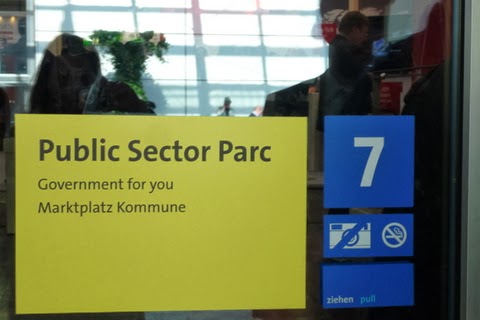 Public Sector Parc
Government for you
Marktplatz Kommune
7
ziehen pull